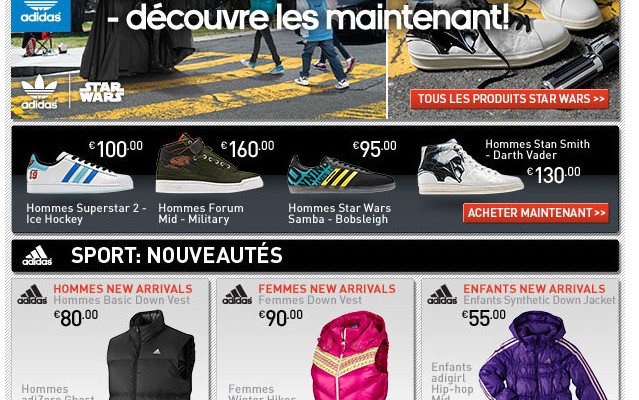 - découvre les maintenant!
adidas
adidas
STAR WARS
TOUS LES PRODUITS STAR WARS >>
€100.00
Hommes Superstar 2 -
Ice Hockey
€160.00
Hommes Forum
Mid - Military
€95.00
Hommes Star Wars
Samba - Bobsleigh
Hommes Stan Smith
- Darth Vader
€130.00
ACHETER MAINTENANT >>
adidas
SPORT: NOUVEAUTÉS
adidas
HOMMES NEW ARRIVALS
Hommes Basic Down Vest
€80.00
Hommes
adiZero Ghost
adidas
FEMMES NEW ARRIVALS
Femmes Down Vest
€90.00
Femmes
Winter Hiker
adidas
ENFANTS NEW ARRIVALS
Enfants Synthetic Down Jacket
€55.00
Enfants
adigirl
Hip-hop
Mid